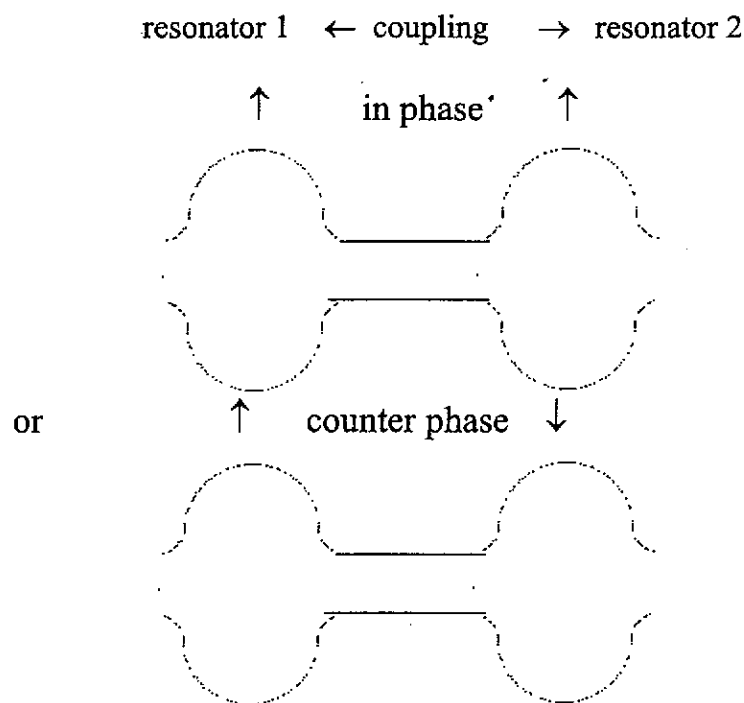 resonator 1 ← coupling → resonator 2
↑ in phase ↑
or ↑ counter phase ↓